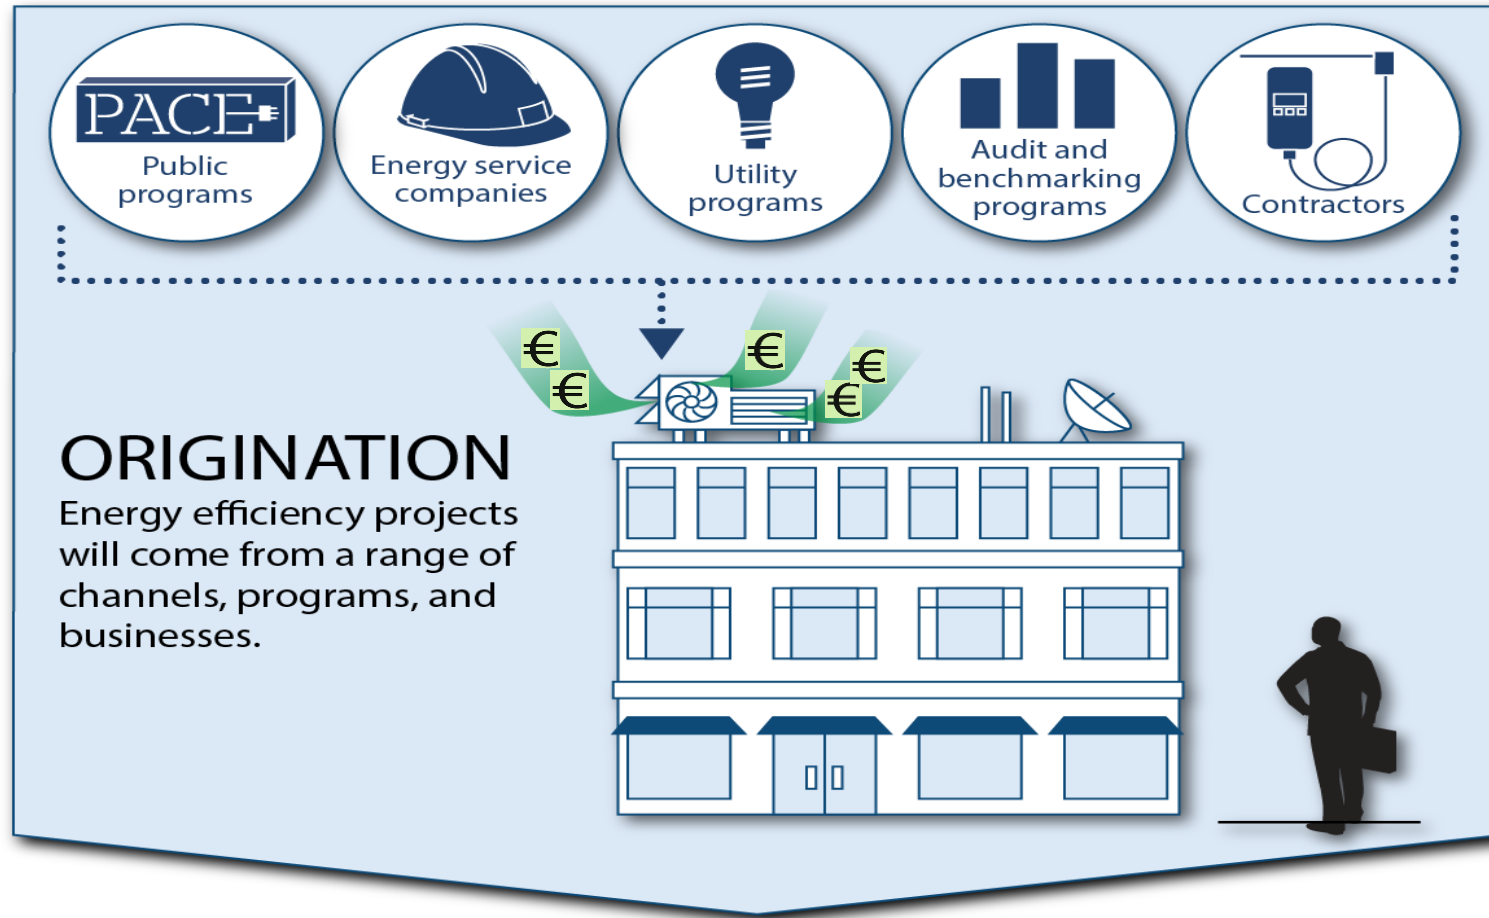 PACE
Public
programs
Energy service
companies
Utility
programs
Audit and
benchmarking
programs
Contractors
€
€
€
€
€
ORIGINATION
Energy efficiency projects
will come from a range of
channels, programs, and
businesses.